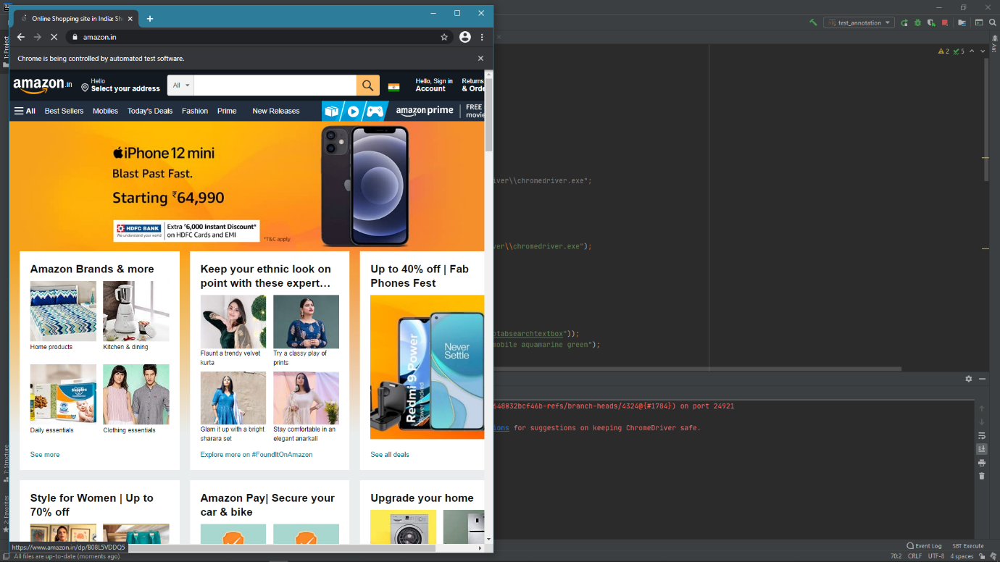 Online Shopping site in India: Sh
amazon.in
Chrome is being controlled by automated test software.
amazon.in
Hello
Select your address
All
Hello, Sign in
Account
Returns
& Orde
All
Best Sellers
Mobiles
Today's Deals
Fashion
Prime
New Releases
amazon prime
FREE
movie
iPhone 12 mini
Blast Past Fast.
Starting ₹64,990
HDFC BANK
We understand your world
Extra ₹6,000 Instant Discount*
on HDFC Cards and EMI
*T&C apply
Amazon Brands & more
Home products
Kitchen & dining
Daily essentials
Clothing essentials
See more
Keep your ethnic look on
point with these expert…
Flaunt a trendy velvet
kurta
Try a classy play of
prints
Glam it up with a bright
sharara set
Stay comfortable in an
elegant anarkali
Explore more on #FounditOnAmazon
Up to 40% off | Fab
Phones Fest
Redmi 9 Power
Power packed
Never
Settle
See all deals
Style for Women | Up to
70% off
Amazon Pay| Secure your
car & bike
Upgrade your home
https://www.amazon.in/dp/B08L5VDDQ5
1: Project
7: Structure
2: Favorites
test_annotation
2
5
Ant
iver\\chromedriver.exe";
ver\\chromedriver.exe");
otabsearchtextbox"));
mobile aquamarine green");
648032bcf46b-refs/branch-heads/4324@{#1784}) on port 24921
ions for suggestions on keeping ChromeDriver safe.
Event Log
SBT Execute
All files are up-to-date (moments ago)
70:2
CRLF
UTF-8
4 spaces